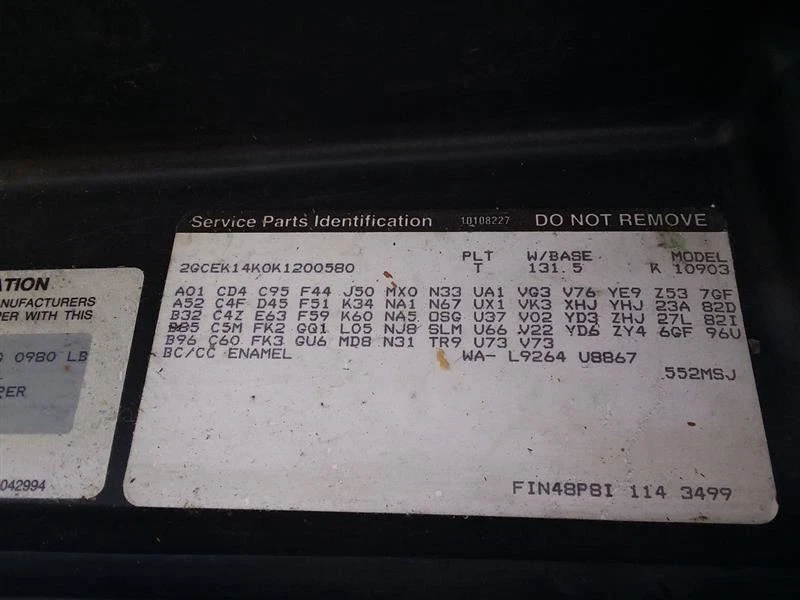 Service Parts Identification 10108227 DO NOT REMOVE
PLT W/BASE MODEL
2GCEK14K0K1200580 T 131.5 K 10903
A01 CD4 C95 F44 J50 MX0 N33 UA1 VG3 V76 YE9 Z53 7GF
A52 C4F D45 F51 K34 NA1 N67 UX1 VK3 XHJ YHJ 23A 82D
B32 C4Z E63 F59 K60 NA5 OSG U37 V02 YD3 ZHJ 27L 82I
B85 C5M FK2 GQ1 L05 NJ8 SLM U66 V22 YD6 ZY4 6GF 96U
B96 C60 FK3 GU6 MD8 N31 TR9 U73 V73
BC/CC ENAMEL WA- L9264 U8867
552MSJ
FIN48P8I 114 3499
ATION
NUFACTURERS
PER WITH THIS
G 0980 LB
PER
042994